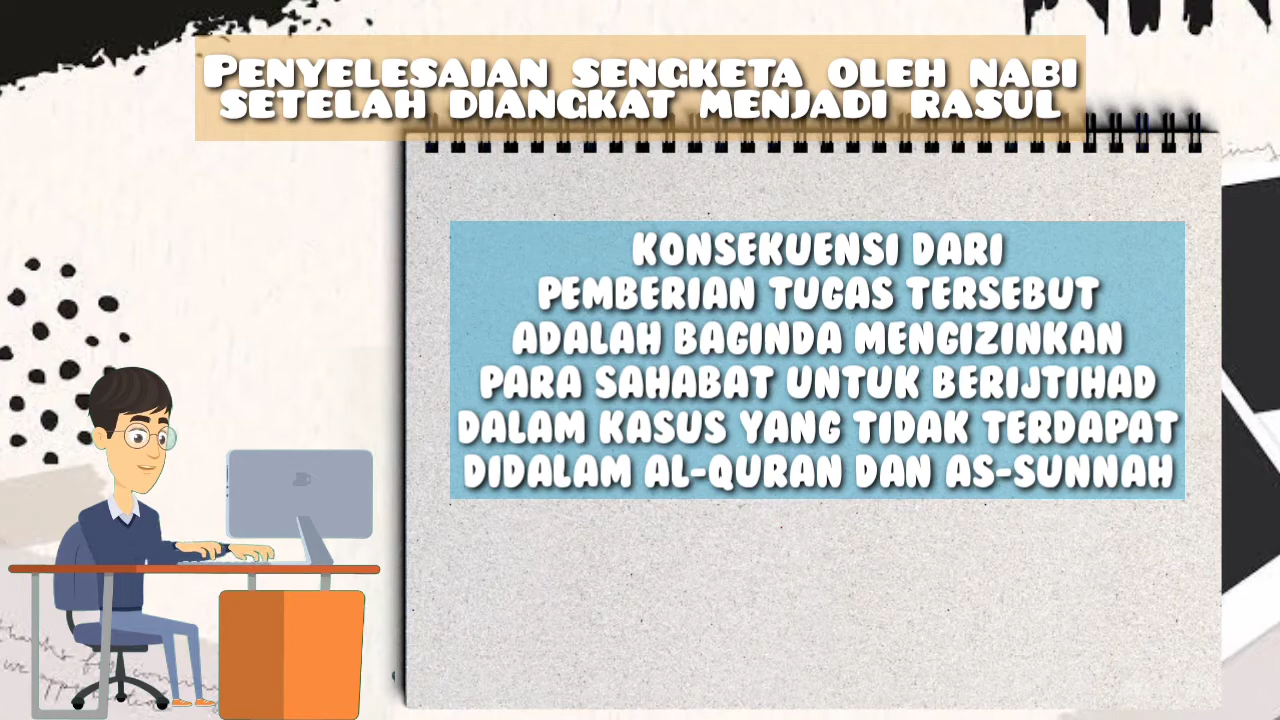 PENYELESAIAN SENGKETA OLEH NABI
SETELAH DIANGKAT MENJADI RASUL
KONSEKUENSI DARI
PEMBERIAN TUGAS TERSEBUT
ADALAH BAGINDA MENGIZINKAN
PARA SAHABAT UNTUK BERIJTIHAD
DALAM KASUS YANG TIDAK TERDAPAT
DIDALAM AL-QURAN DAN AS-SUNNAH